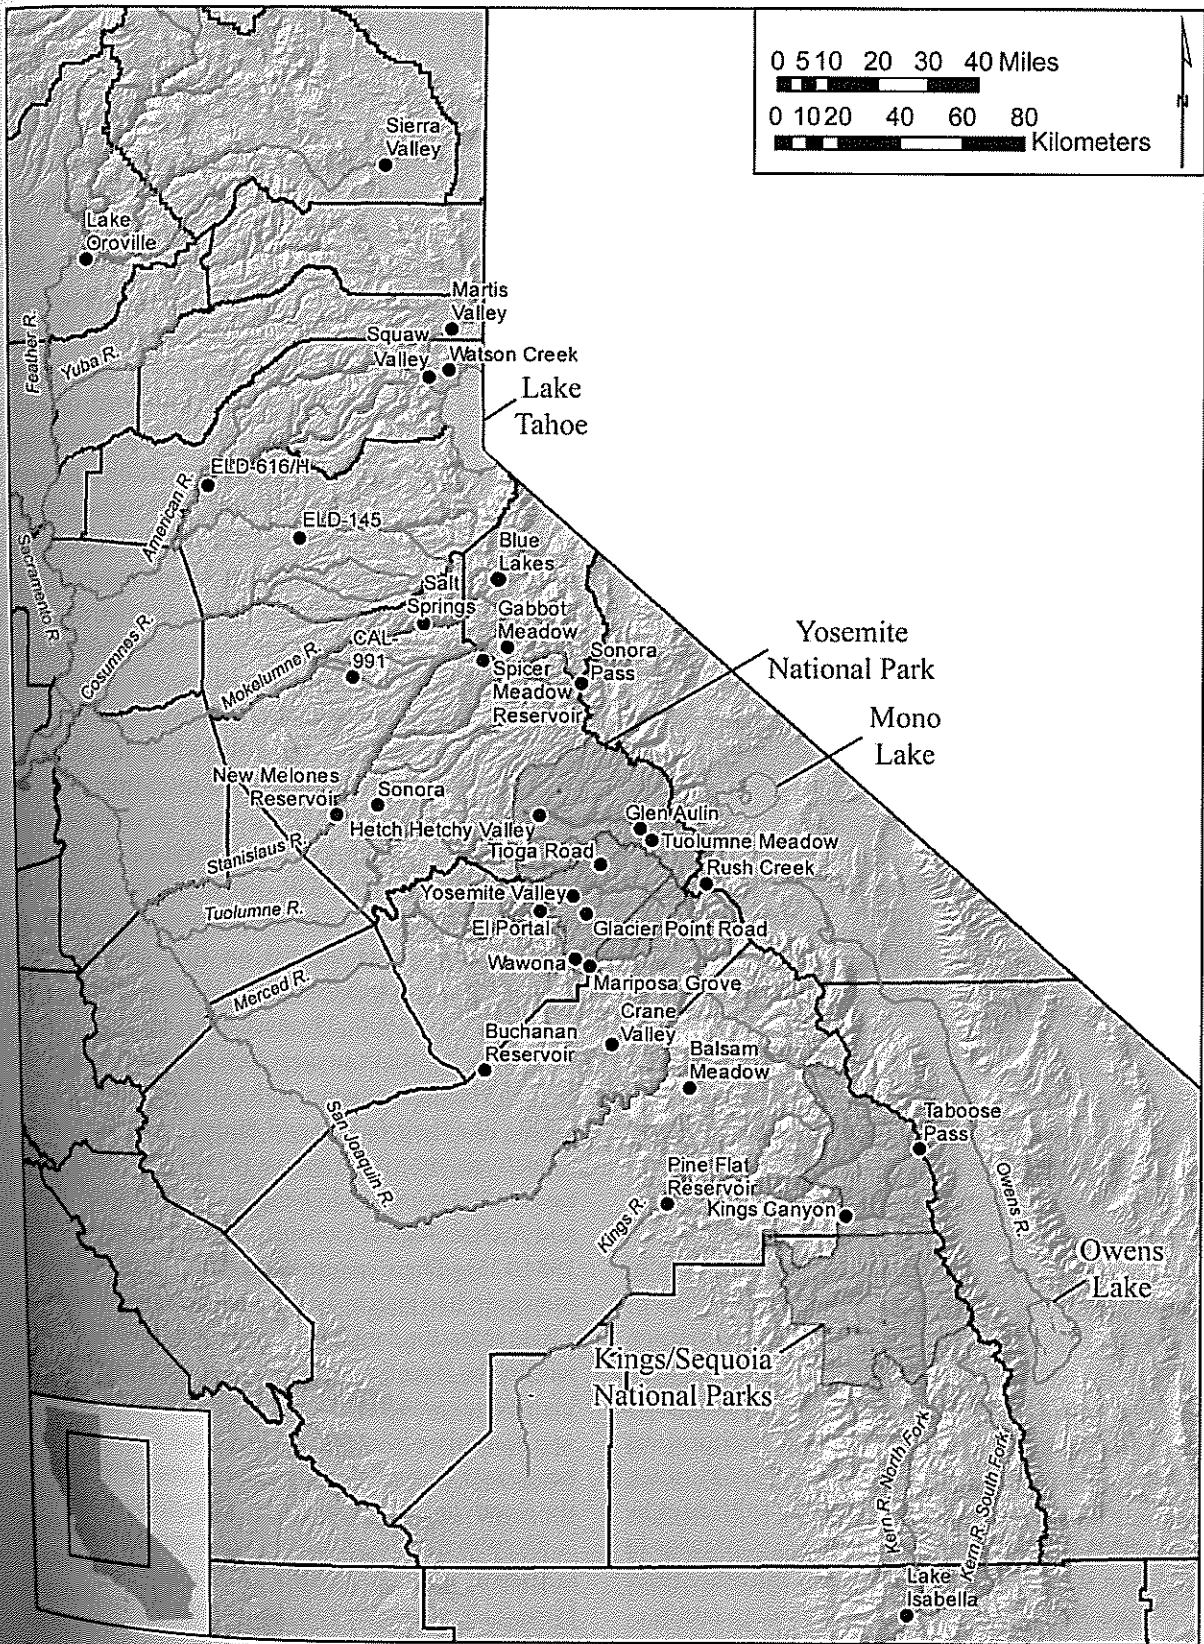 0 5 10 20 30 40 Miles
0 10 20 40 60 80
Kilometers
N
Sierra
Valley
Lake
Oroville
Feather R.
Yuba R.
Martis
Valley
Squaw
Valley
Watson Creek
Lake
Tahoe
ELD-616/H
American R.
ELD-145
Sacramento R.
Blue
Lakes
Salt
Springs
Gabbot
Meadow
Cosumnes R.
Mokelumne R.
CAL-
991
Spicer
Meadow
Reservoir
Sonora
Pass
Yosemite
National Park
Mono
Lake
New Melones
Reservoir
Sonora
Hetch Hetchy Valley
Glen Aulin
Tuolumne Meadow
Stanislaus R.
Tioga Road
Rush Creek
Tuolumne R.
Yosemite Valley
El Portal
Glacier Point Road
Wawona
Mariposa Grove
Merced R.
Crane
Valley
Buchanan
Reservoir
Balsam
Meadow
San Joaquin R.
Taboose
Pass
Owens R.
Pine Flat
Reservoir
Kings R.
Kings Canyon
Owens
Lake
Kings/Sequoia
National Parks
Kern R. North Fork
Kern R. South Fork
Lake
Isabella